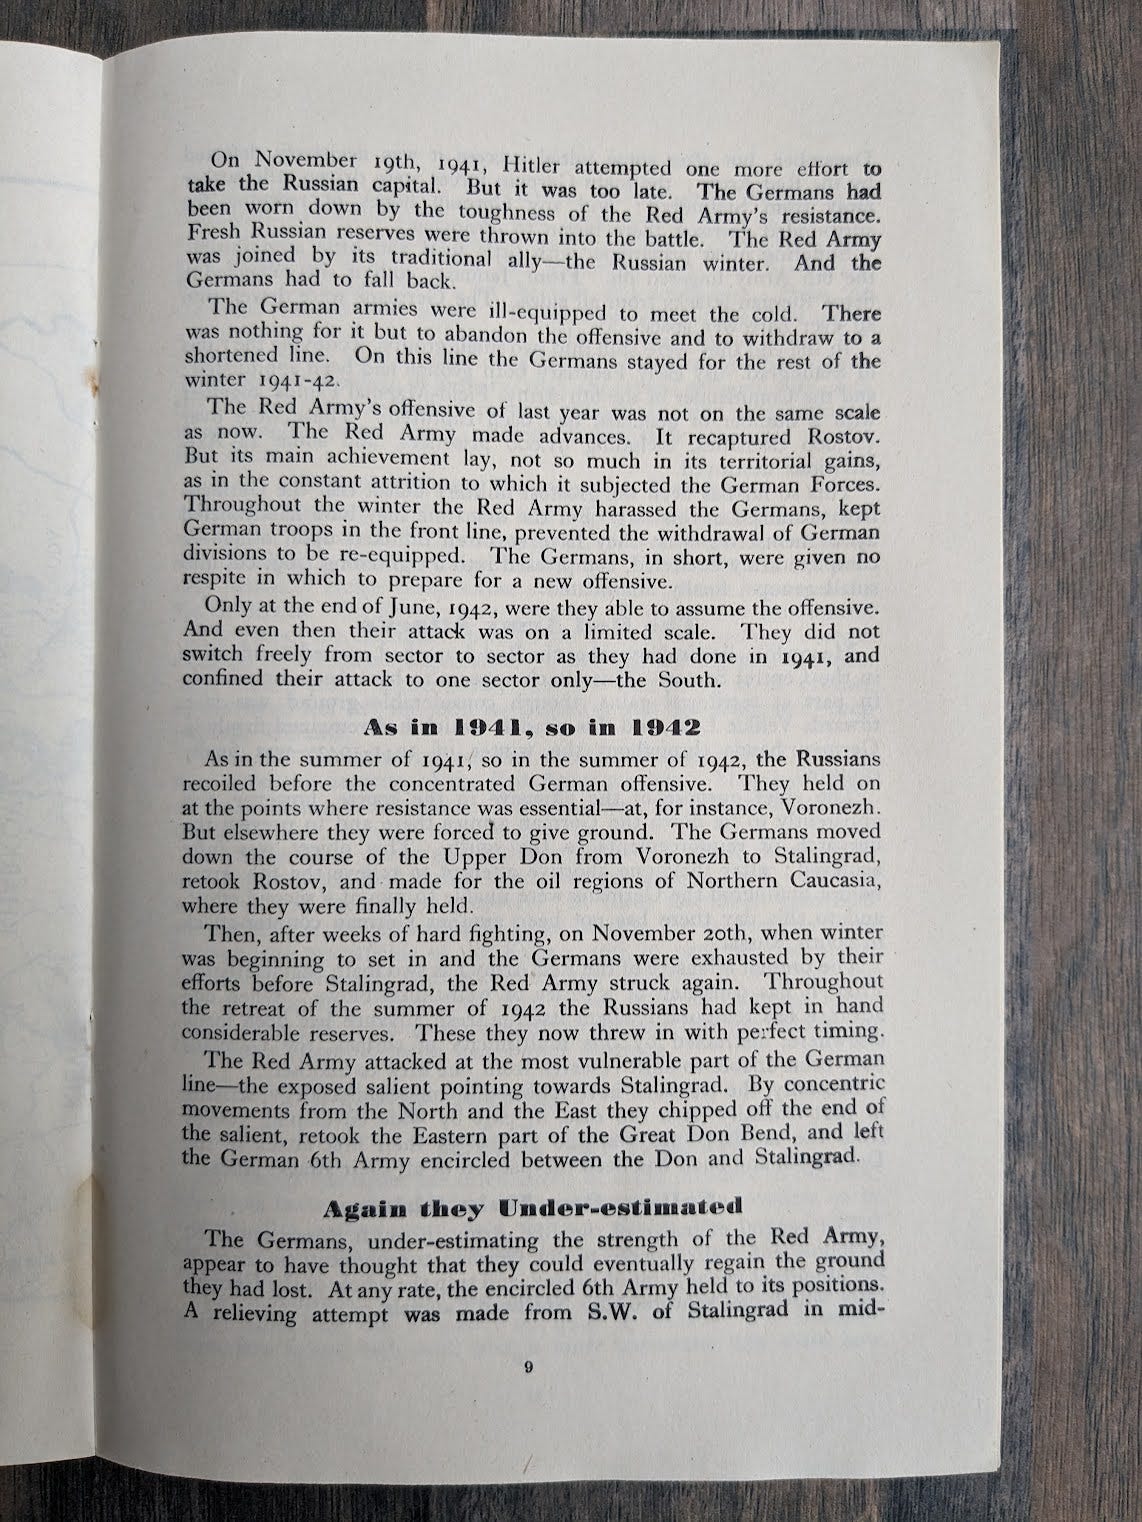 On November 19th, 1941, Hitler attempted one more effort to
take the Russian capital. But it was too late. The Germans had
been worn down by the toughness of the Red Army's resistance.
Fresh Russian reserves were thrown into the battle. The Red Army
was joined by its traditional ally—the Russian winter. And the
Germans had to fall back.
The German armies were ill-equipped to meet the cold. There
was nothing for it but to abandon the offensive and to withdraw to a
shortened line. On this line the Germans stayed for the rest of the
winter 1941-42.
The Red Army's offensive of last year was not on the same scale
as now. The Red Army made advances. It recaptured Rostov.
But its main achievement lay, not so much in its territorial gains,
as in the constant attrition to which it subjected the German Forces.
Throughout the winter the Red Army harassed the Germans, kept
German troops in the front line, prevented the withdrawal of German
divisions to be re-equipped. The Germans, in short, were given no
respite in which to prepare for a new offensive.
Only at the end of June, 1942, were they able to assume the offensive.
And even then their attack was on a limited scale. They did not
switch freely from sector to sector as they had done in 1941, and
confined their attack to one sector only—the South.
As in 1941, so in 1942
As in the summer of 1941, so in the summer of 1942, the Russians
recoiled before the concentrated German offensive. They held on
at the points where resistance was essential—at, for instance, Voronezh.
But elsewhere they were forced to give ground. The Germans moved
down the course of the Upper Don from Voronezh to Stalingrad,
retook Rostov, and made for the oil regions of Northern Caucasia,
where they were finally held.
Then, after weeks of hard fighting, on November 20th, when winter
was beginning to set in and the Germans were exhausted by their
efforts before Stalingrad, the Red Army struck again. Throughout
the retreat of the summer of 1942 the Russians had kept in hand
considerable reserves. These they now threw in with perfect timing.
The Red Army attacked at the most vulnerable part of the German
line—the exposed salient pointing towards Stalingrad. By concentric
movements from the North and the East they chipped off the end of
the salient, retook the Eastern part of the Great Don Bend, and left
the German 6th Army encircled between the Don and Stalingrad.
Again they Under-estimated
The Germans, under-estimating the strength of the Red Army,
appear to have thought that they could eventually regain the ground
they had lost. At any rate, the encircled 6th Army held to its positions.
A relieving attempt was made from S.W. of Stalingrad in mid-
9